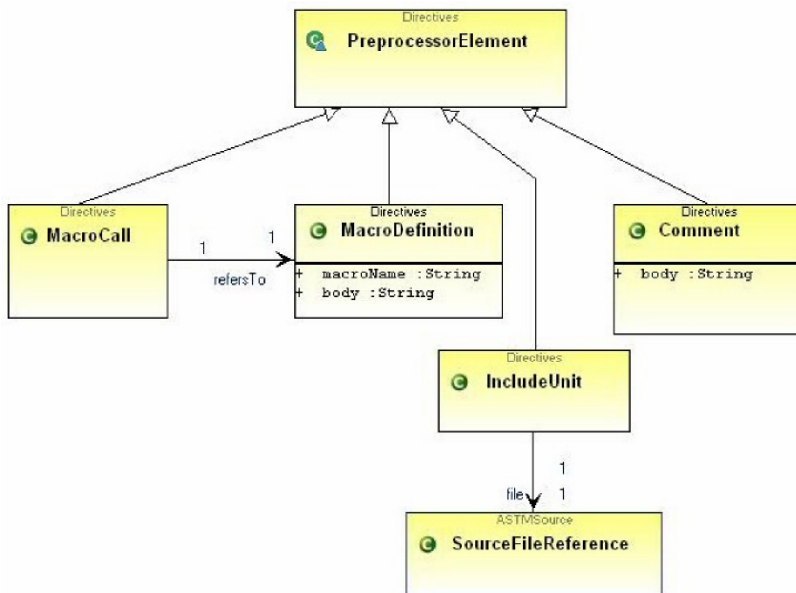 Directives
PreprocessorElement
Directives
MacroCall
1
1
refersTo
Directives
MacroDefinition
+ macroName :String
+ body :String
Directives
Comment
+ body :String
Directives
IncludeUnit
1
file
1
ASTMSource
SourceFileReference